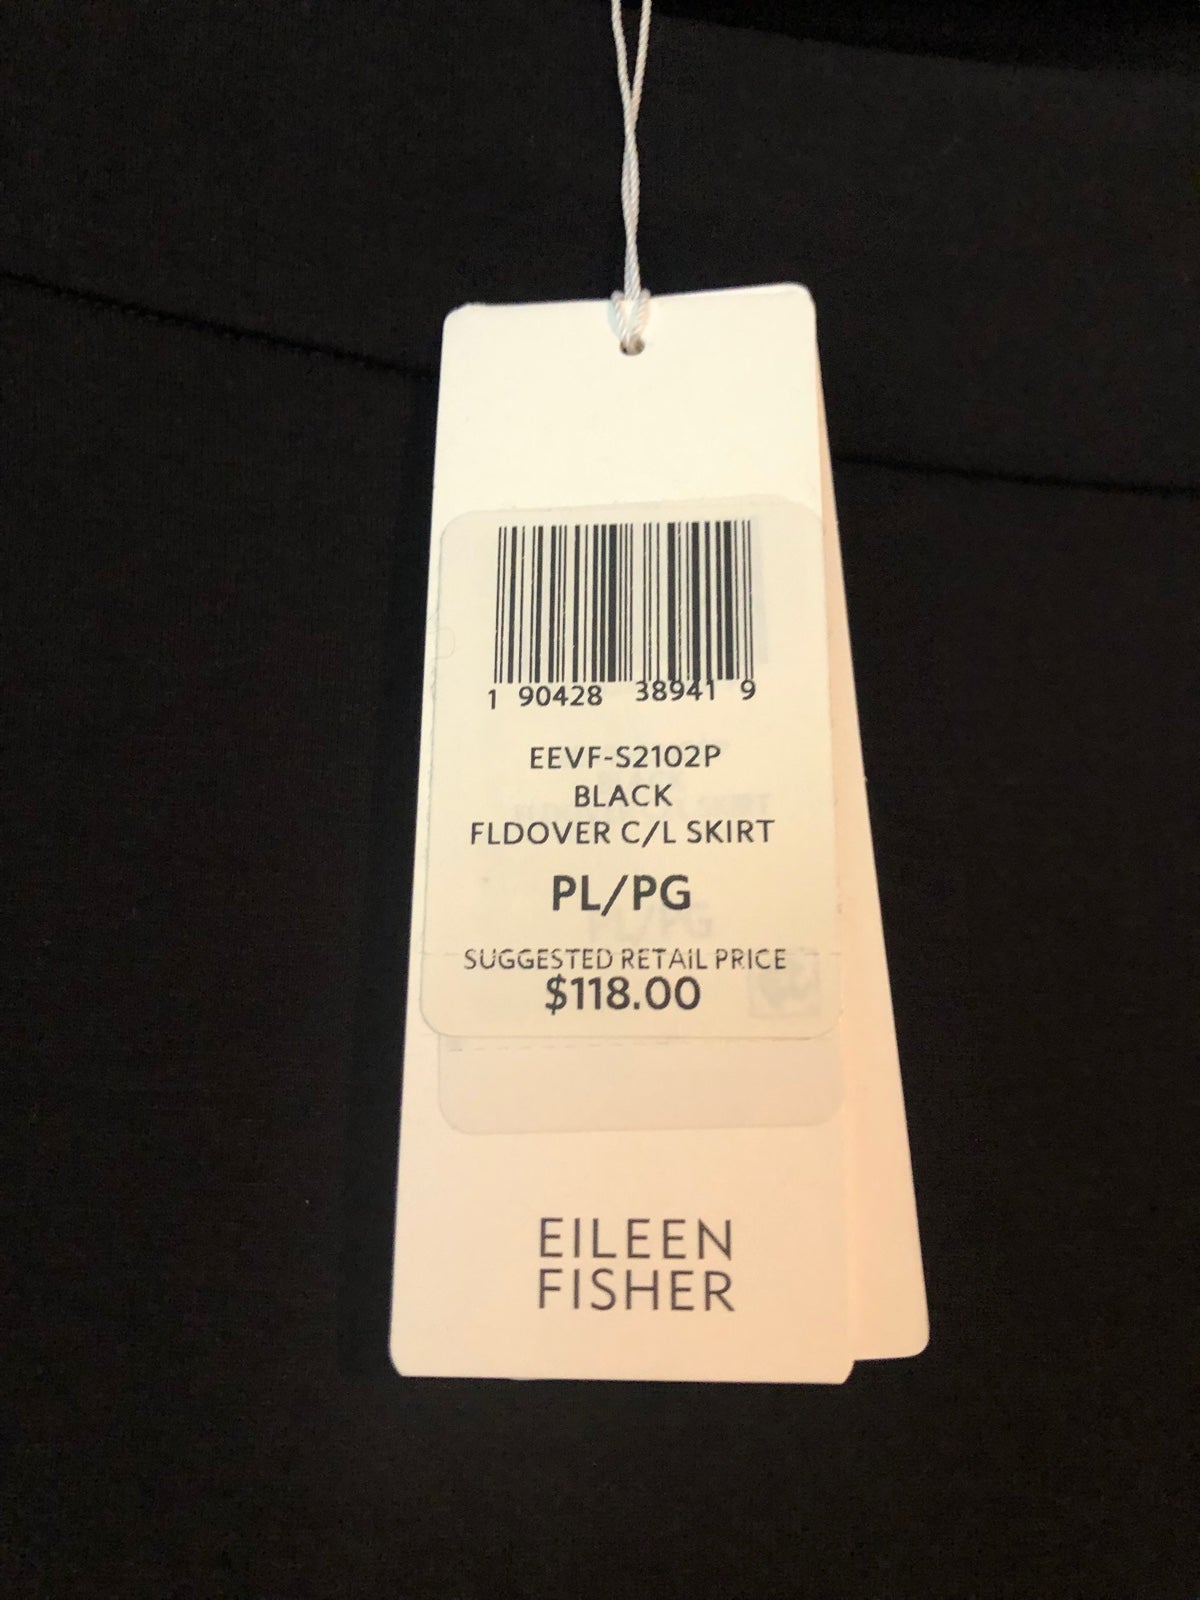 1 90428 38941 9
EEVF-S2102P
BLACK
FLDOVER C/L SKIRT
PL/PG
SUGGESTED RETAIL PRICE
$118.00
EILEEN
FISHER